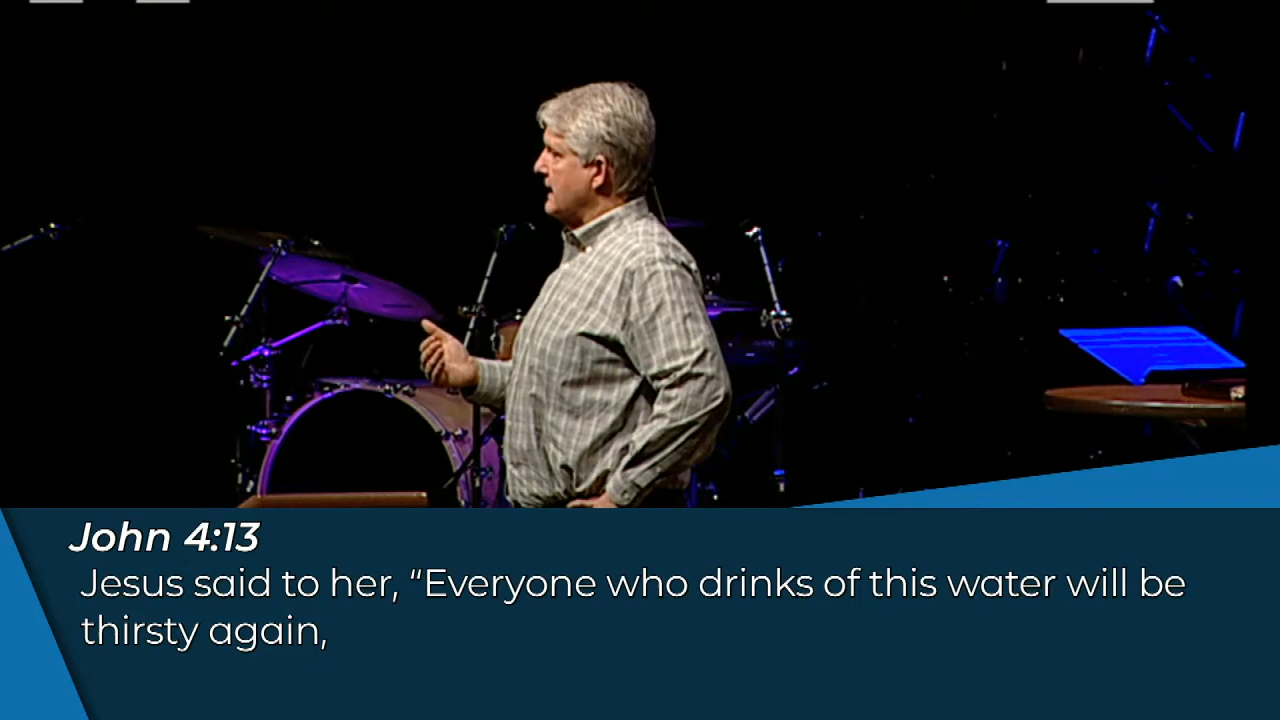 John 4:13
Jesus said to her, “Everyone who drinks of this water will be
thirsty again,